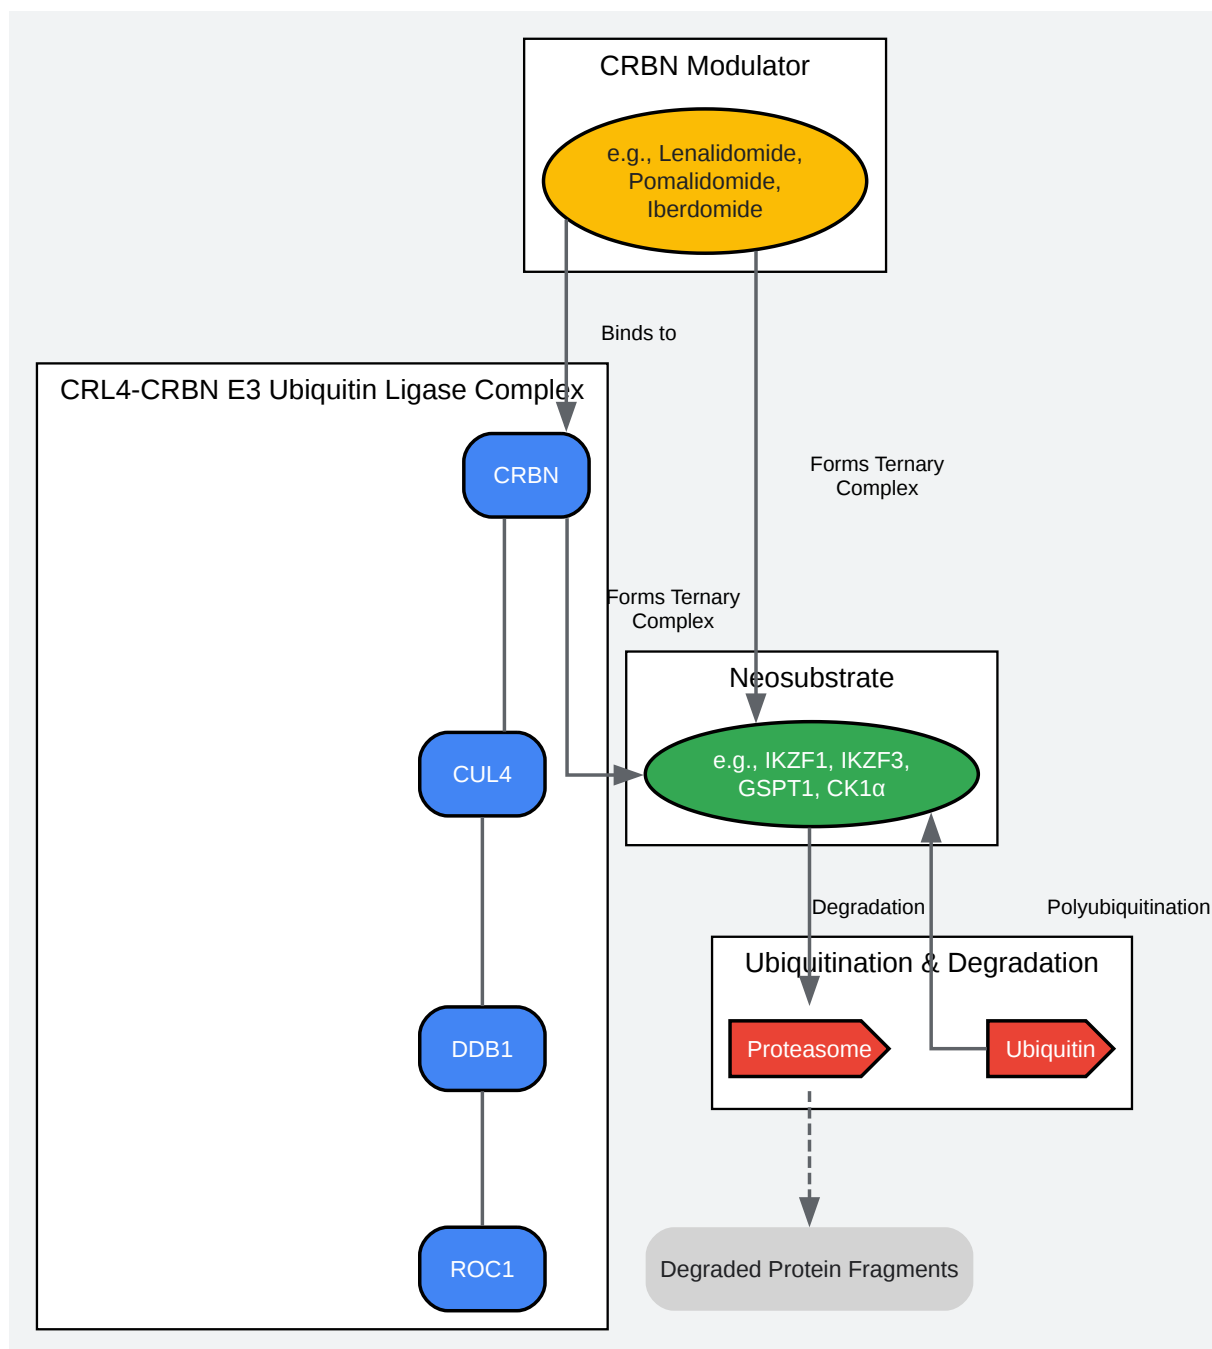 CRBN Modulator
e.g., Lenalidomide,
Pomalidomide,
Iberdomide
Binds to
CRL4-CRBN E3 Ubiquitin Ligase Complex
CRBN
Forms Ternary
Complex
Forms Ternary
Complex
Neosubstrate
e.g., IKZF1, IKZF3,
GSPT1, CK1α
CUL4
Degradation
Polyubiquitination
Ubiquitination & Degradation
Proteasome
Ubiquitin
DDB1
ROC1
Degraded Protein Fragments